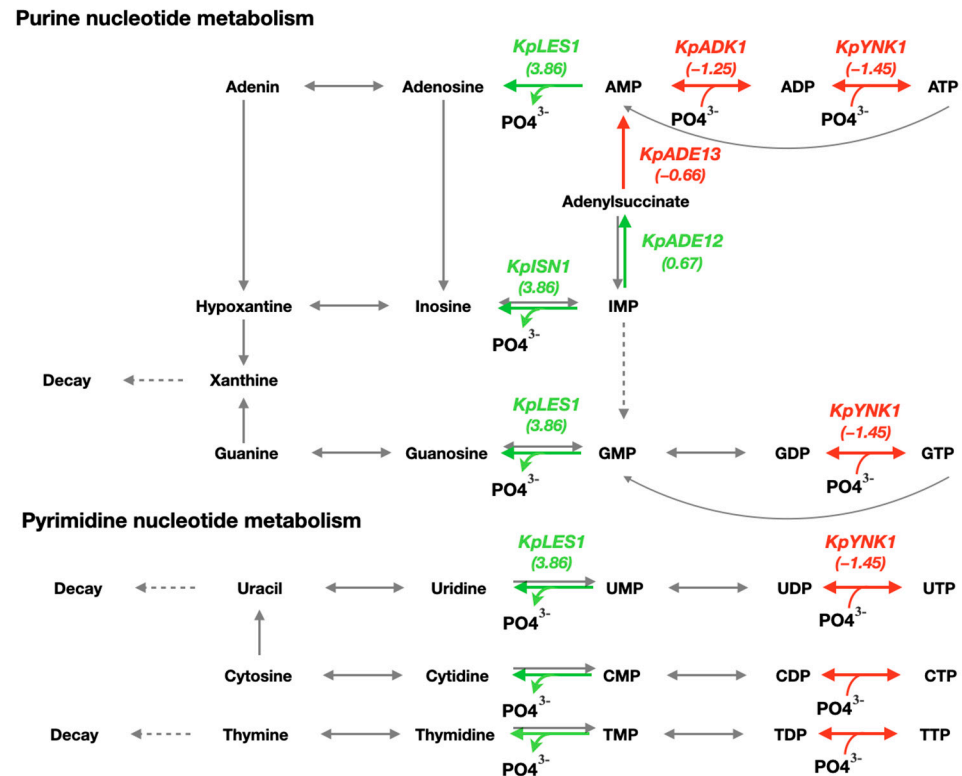 Purine nucleotide metabolism
KpLES1 KpADK1 KpYNK1
(3.86) (−1.25) (−1.45)
Adenin Adenosine AMP ADP ATP
PO4³⁻ PO4³⁻ PO4³⁻
KpADE13
(−0.66)
Adenylsuccinate
KpADE12
(0.67)
KpISN1
(3.86)
Hypoxantine Inosine IMP
PO4³⁻
Decay Xanthine
KpLES1 KpYNK1
(3.86) (−1.45)
Guanine Guanosine GMP GDP GTP
PO4³⁻ PO4³⁻
Pyrimidine nucleotide metabolism
KpLES1 KpYNK1
(3.86) (−1.45)
Decay Uracil Uridine UMP UDP UTP
PO4³⁻ PO4³⁻
Cytosine Cytidine CMP CDP CTP
PO4³⁻ PO4³⁻
Decay Thymine Thymidine TMP TDP TTP
PO4³⁻ PO4³⁻